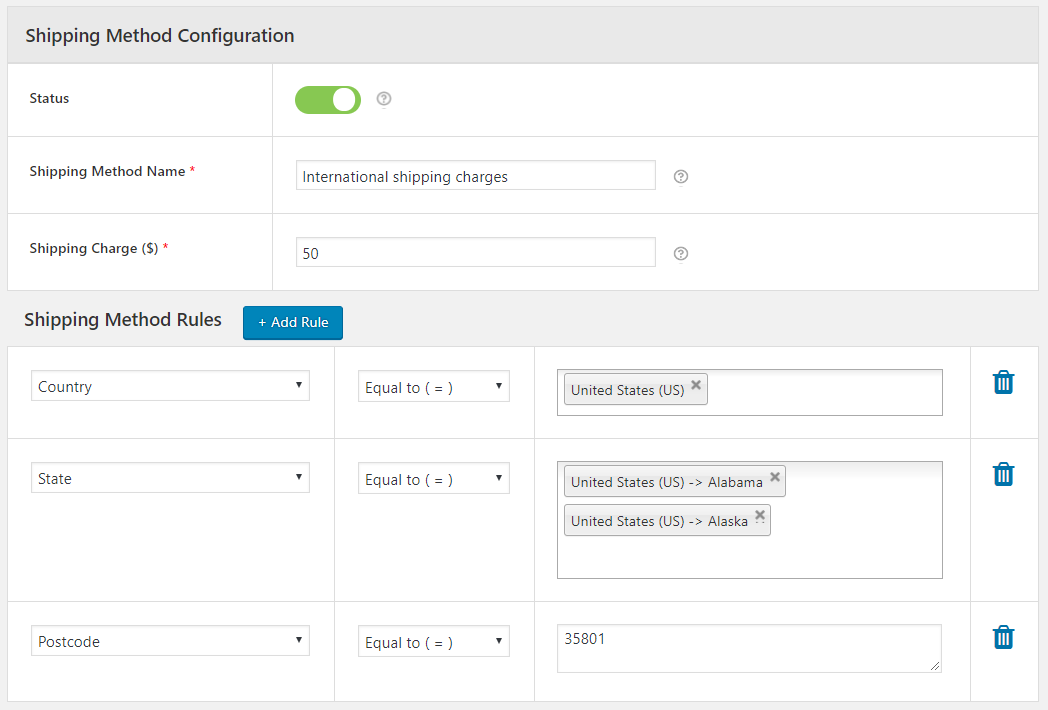 Shipping Method Configuration
Status
Shipping Method Name *
International shipping charges
Shipping Charge ($) *
50
Shipping Method Rules
+ Add Rule
Country
Equal to ( = )
United States (US)
State
Equal to ( = )
United States (US) -> Alabama
United States (US) -> Alaska
Postcode
Equal to ( = )
35801